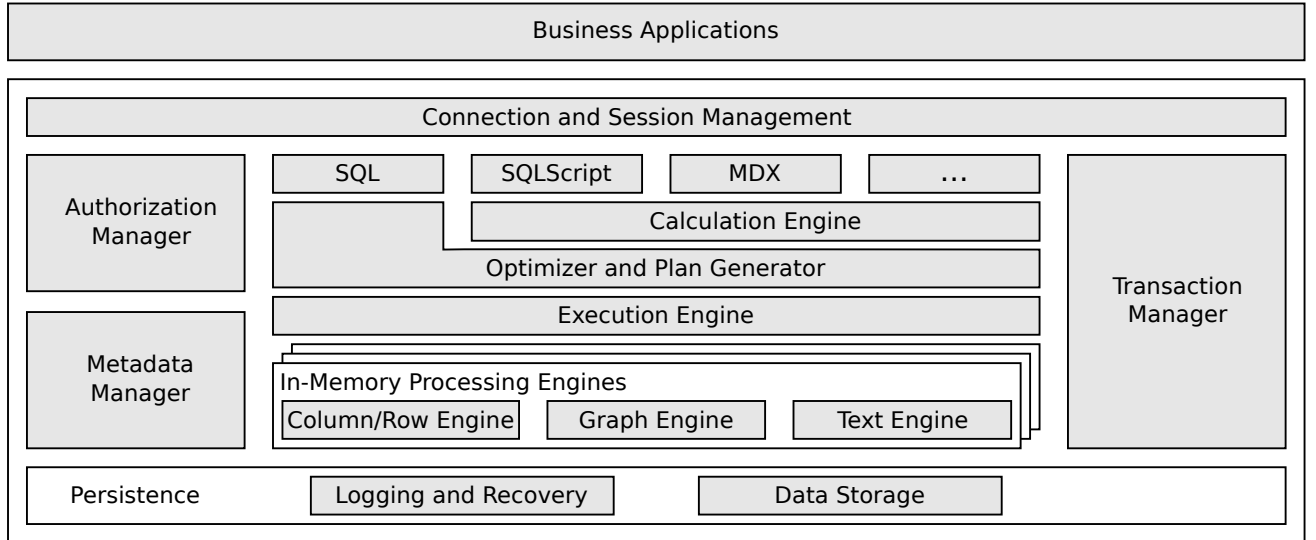 Business Applications
Connection and Session Management
SQL
SQLScript
MDX
...
Authorization
Manager
Calculation Engine
Optimizer and Plan Generator
Execution Engine
Transaction
Manager
Metadata
Manager
In-Memory Processing Engines
Column/Row Engine
Graph Engine
Text Engine
Persistence
Logging and Recovery
Data Storage